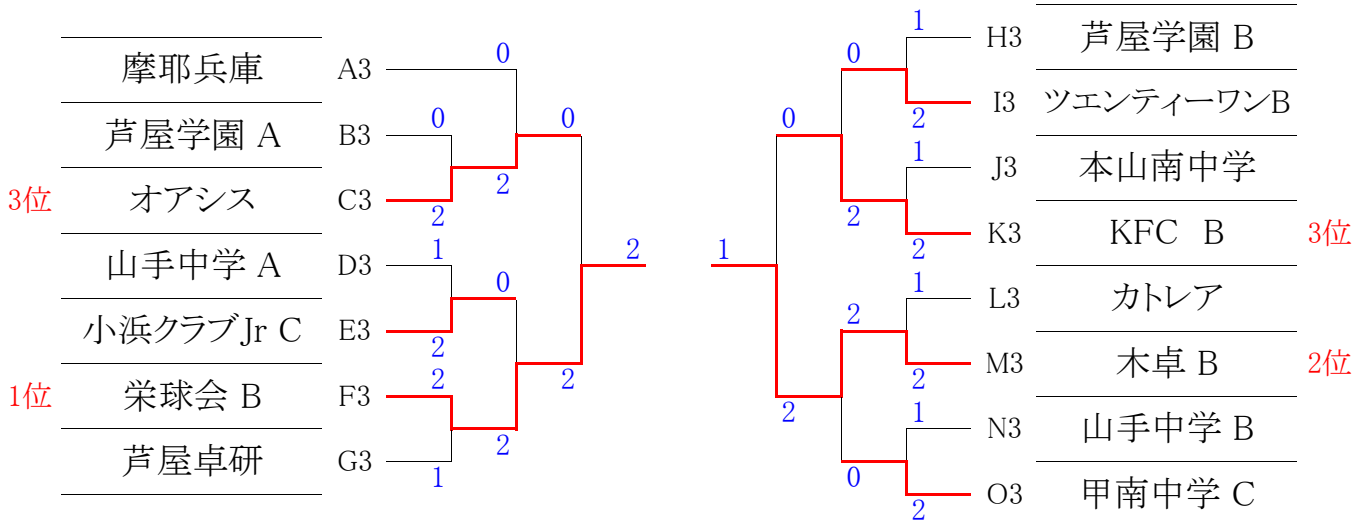 摩耶兵庫 A3 0
芦屋学園 A B3 0 0
3位 オアシス C3 2 2
山手中学 A D3 1 0 2
小浜クラブJr C E3 2
1位 栄球会 B F3 2 2 2
芦屋卓研 G3 1
1 H3 芦屋学園 B
0 2 I3 ツエンティーワンB
0 1 J3 本山南中学
2 2 K3 KFC B 3位
1 1 L3 カトレア
2 2 M3 木卓 B 2位
2 1 N3 山手中学 B
0 2 O3 甲南中学 C